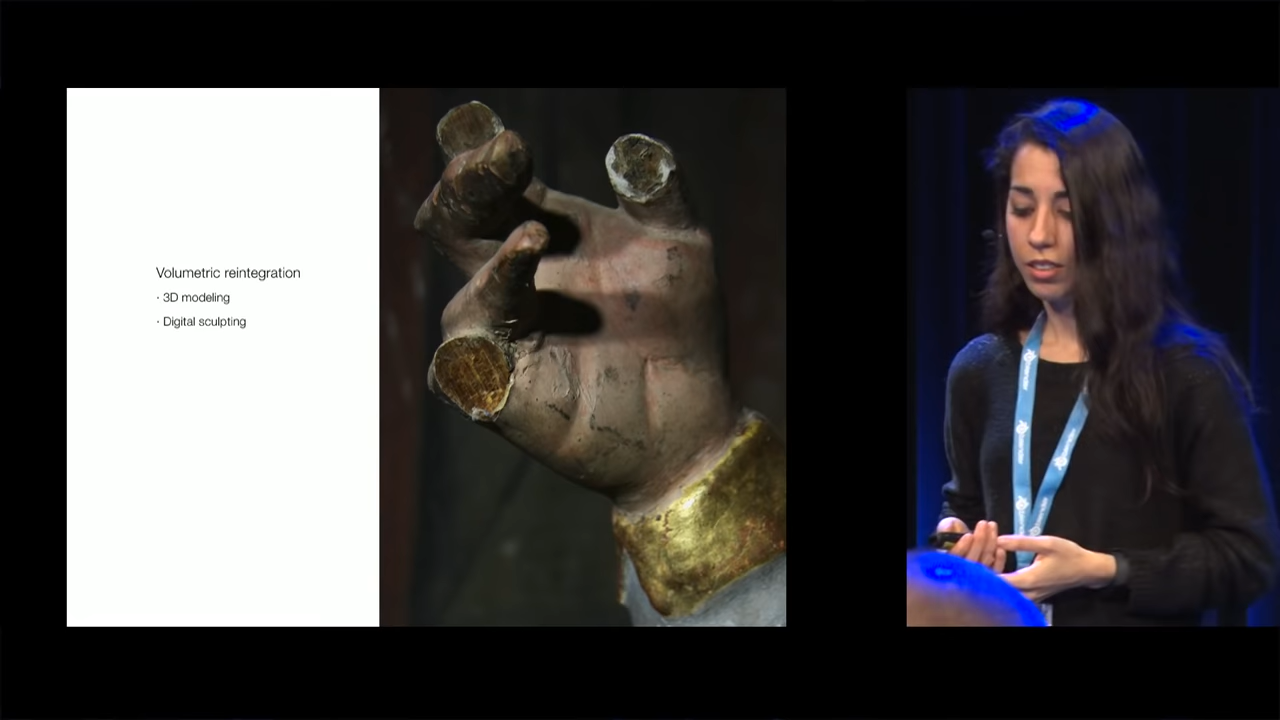 Volumetric reintegration
· 3D modeling
· Digital sculpting